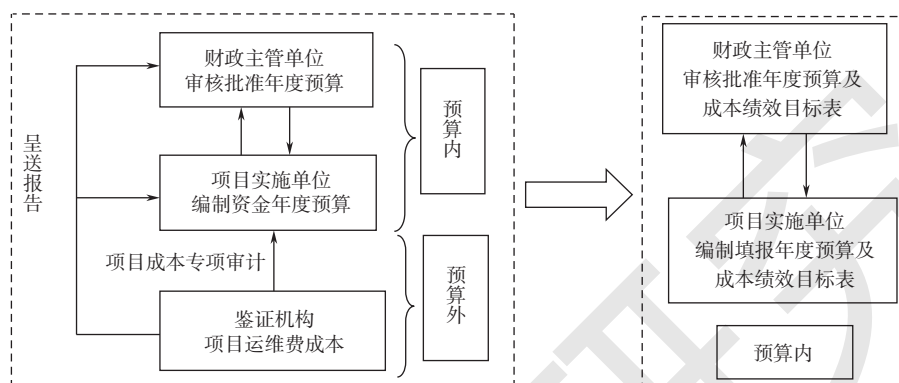 财政主管单位
审核批准年度预算
预算内
呈送报告
项目实施单位
编制资金年度预算
项目成本专项审计
预算外
鉴证机构
项目运维费成本
财政主管单位
审核批准年度预算及
成本绩效目标表
项目实施单位
编制填报年度预算及
成本绩效目标表
预算内